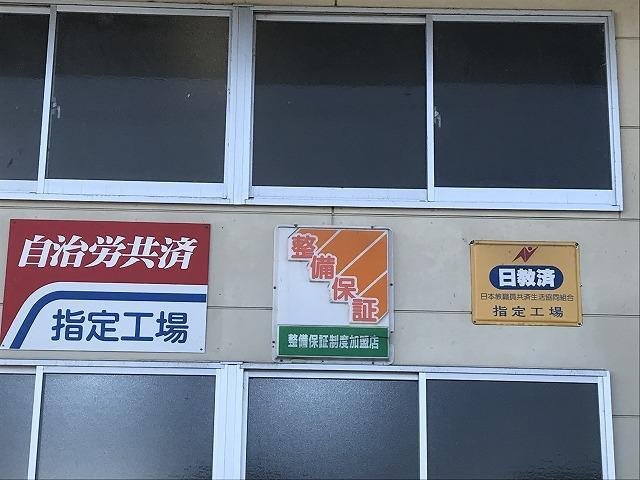 自治労共済
指定工場
整備保証
整備保証制度加盟店
日教済
日本教職員共済生活協同組合
指定工場